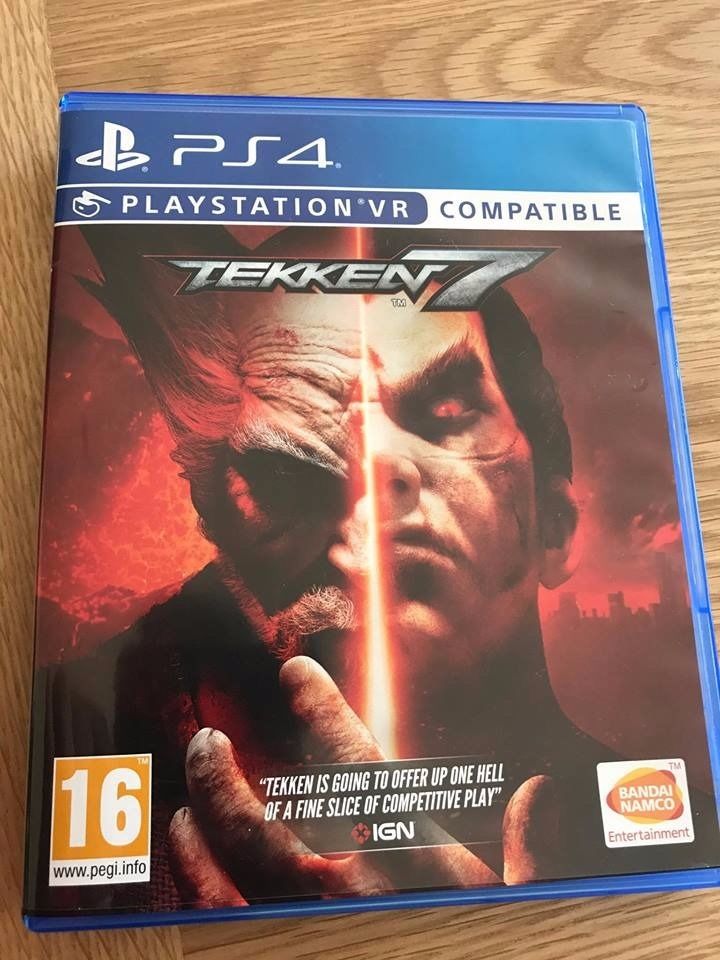 PS4
PLAYSTATION®VR COMPATIBLE
TEKKEN 7
TM
"TEKKEN IS GOING TO OFFER UP ONE HELL
OF A FINE SLICE OF COMPETITIVE PLAY"
IGN
TM
16
www.pegi.info
TM
BANDAI
NAMCO
Entertainment